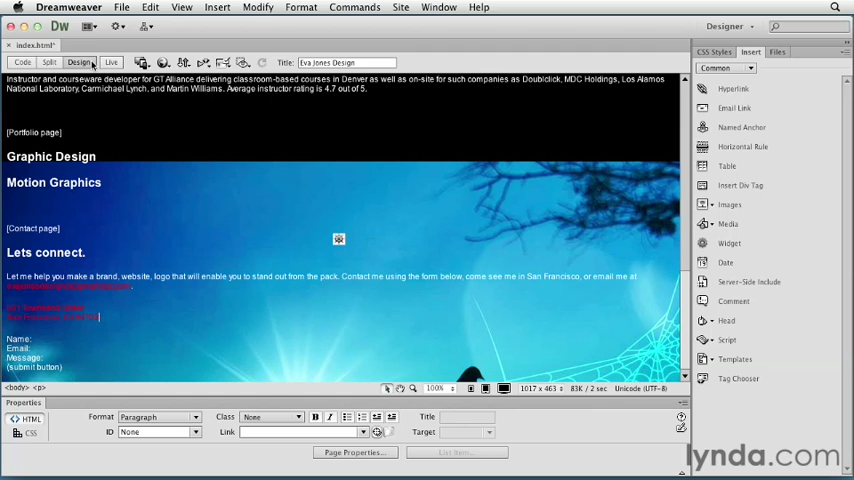 Dreamweaver File Edit View Insert Modify Format Commands Site Window Help
Dw Designer
index.html*
Code Split Design Live Title: Eva Jones Design
CSS Styles Insert Files
Common
Instructor and courseware developer for GT Alliance delivering classroom-based courses in Denver as well as on-site for such companies as Doublclick, MDC Holdings, Los Alamos
National Laboratory, Carmichael Lynch, and Martin Williams. Average instructor rating is 4.7 out of 5.
[Portfolio page]
Graphic Design
Motion Graphics
[Contact page]
Lets connect.
Let me help you make a brand, website, logo that will enable you to stand out from the pack. Contact me using the form below, come see me in San Francisco, or email me at
Name:
Email:
Message:
(submit button)
Hyperlink
Email Link
Named Anchor
Horizontal Rule
Table
Insert Div Tag
Images
Media
Widget
Date
Server-Side Include
Comment
Head
Script
Templates
Tag Chooser
<body> <p> 100% 1017 x 463 83K / 2 sec Unicode (UTF-8)
Properties
HTML Format Paragraph Class None B I Title
CSS ID None Link Target
Page Properties... List Item...
lynda.com